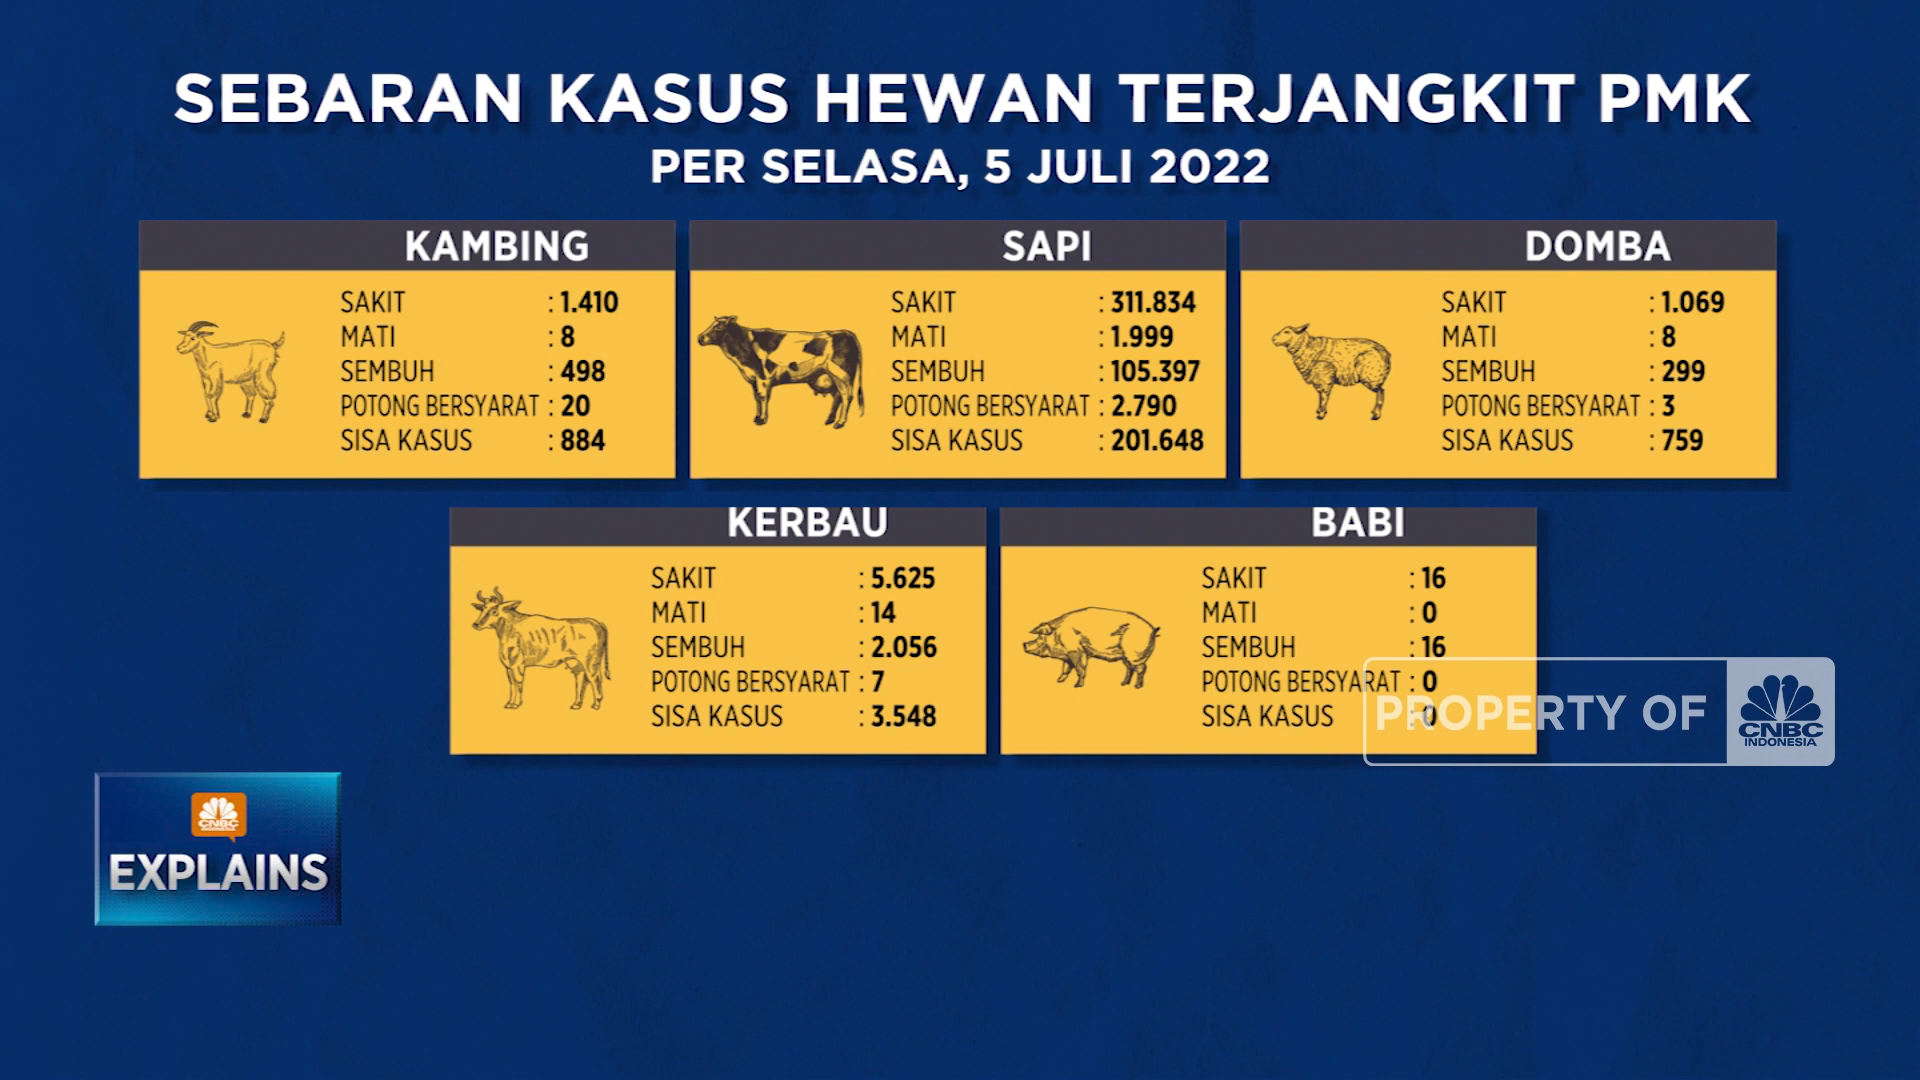 SEBARAN KASUS HEWAN TERJANGKIT PMK
PER SELASA, 5 JULI 2022
KAMBING
SAKIT : 1.410
MATI : 8
SEMBUH : 498
POTONG BERSYARAT : 20
SISA KASUS : 884
SAPI
SAKIT : 311.834
MATI : 1.999
SEMBUH : 105.397
POTONG BERSYARAT : 2.790
SISA KASUS : 201.648
DOMBA
SAKIT : 1.069
MATI : 8
SEMBUH : 299
POTONG BERSYARAT : 3
SISA KASUS : 759
KERBAU
SAKIT : 5.625
MATI : 14
SEMBUH : 2.056
POTONG BERSYARAT : 7
SISA KASUS : 3.548
BABI
SAKIT : 16
MATI : 0
SEMBUH : 16
POTONG BERSYARAT : 0
SISA KASUS : 0
PROPERTY OF
CNBC
INDONESIA
CNBC
INDONESIA
EXPLAINS